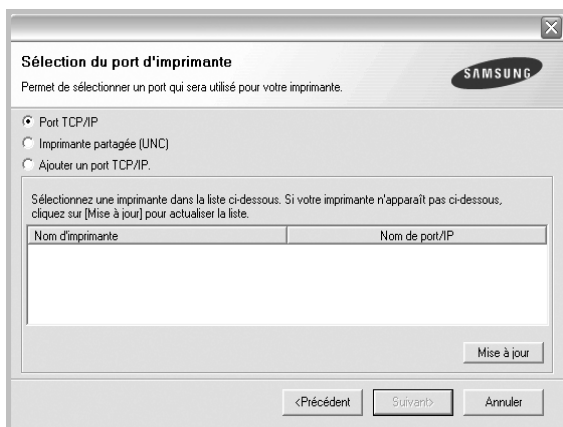 Sélection du port d'imprimante
Permet de sélectionner un port qui sera utilisé pour votre imprimante.
SAMSUNG
Port TCP/IP
Imprimante partagée (UNC)
Ajouter un port TCP/IP.
Sélectionnez une imprimante dans la liste ci-dessous. Si votre imprimante n'apparaît pas ci-dessous,
cliquez sur [Mise à jour] pour actualiser la liste.
Nom d'imprimante Nom de port/IP
Mise à jour
<Précédent Suivant> Annuler